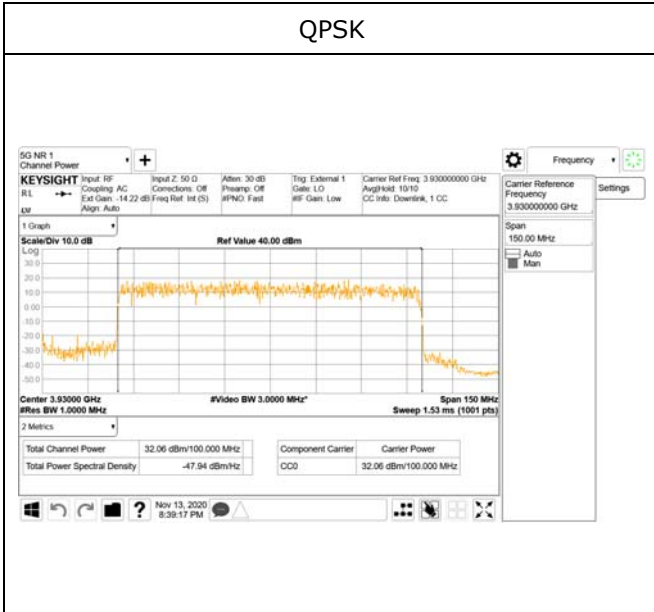 QPSK
5G NR 1
Channel Power
KEYSIGHT
Input: RF
Input Z: 50 Ω
Atten: 30 dB
Trig: External 1
Carrier Ref Freq: 3.930000000 GHz
RL
Coupling: AC
Corrections: Off
Preamp: Off
Gate: LO
Avg|Hold: 10/10
Ext Gain: -14.22 dB
Freq Ref: Int (S)
#PNO: Fast
#IF Gain: Low
CC Info: Downlink, 1 CC
Align: Auto
Frequency
Carrier Reference
Frequency
3.930000000 GHz
Settings
Span
150.00 MHz
Auto
Man
1 Graph
Scale/Div 10.0 dB
Ref Value 40.00 dBm
Log
30.0
20.0
10.0
0.00
-10.0
-20.0
-30.0
-40.0
-50.0
Center 3.93000 GHz
#Video BW 3.0000 MHz*
Span 150 MHz
#Res BW 1.0000 MHz
Sweep 1.53 ms (1001 pts)
2 Metrics
Total Channel Power
32.06 dBm/100.000 MHz
Component Carrier
Carrier Power
Total Power Spectral Density
-47.94 dBm/Hz
CC0
32.06 dBm/100.000 MHz
?
Nov 13, 2020
8:39:17 PM